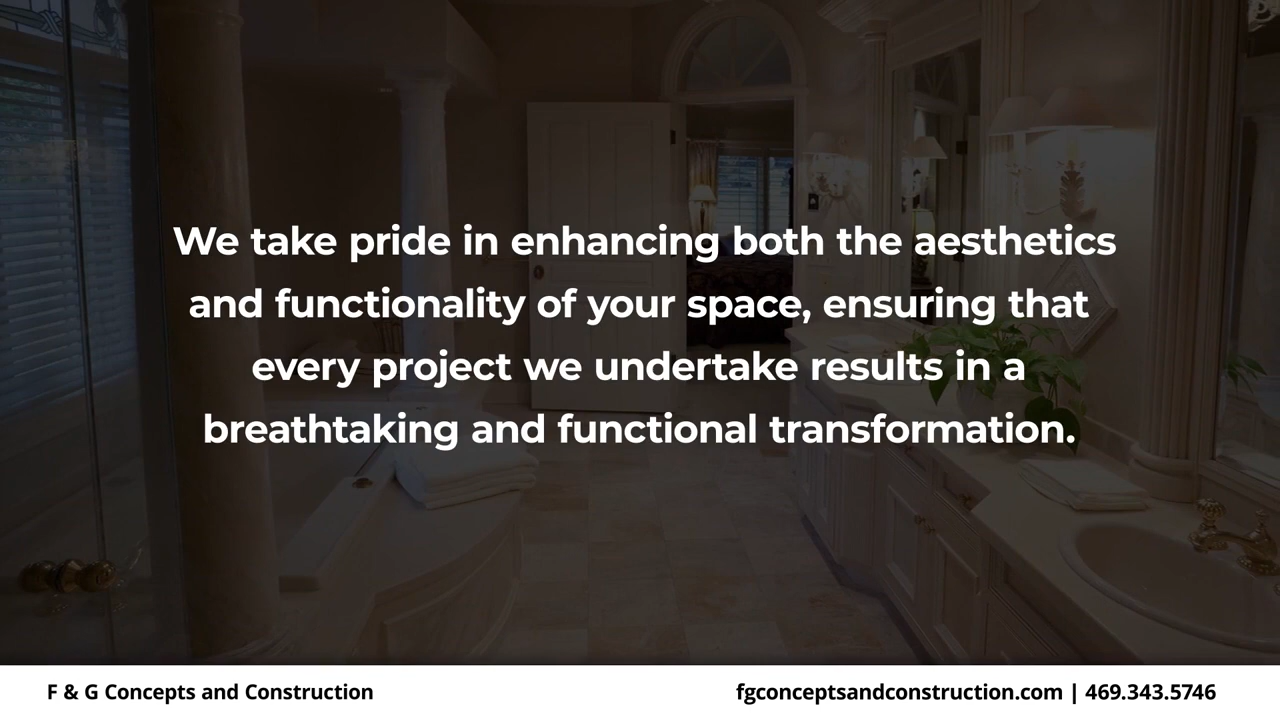 We take pride in enhancing both the aesthetics
and functionality of your space, ensuring that
every project we undertake results in a
breathtaking and functional transformation.
F & G Concepts and Construction
fgconceptsandconstruction.com | 469.343.5746